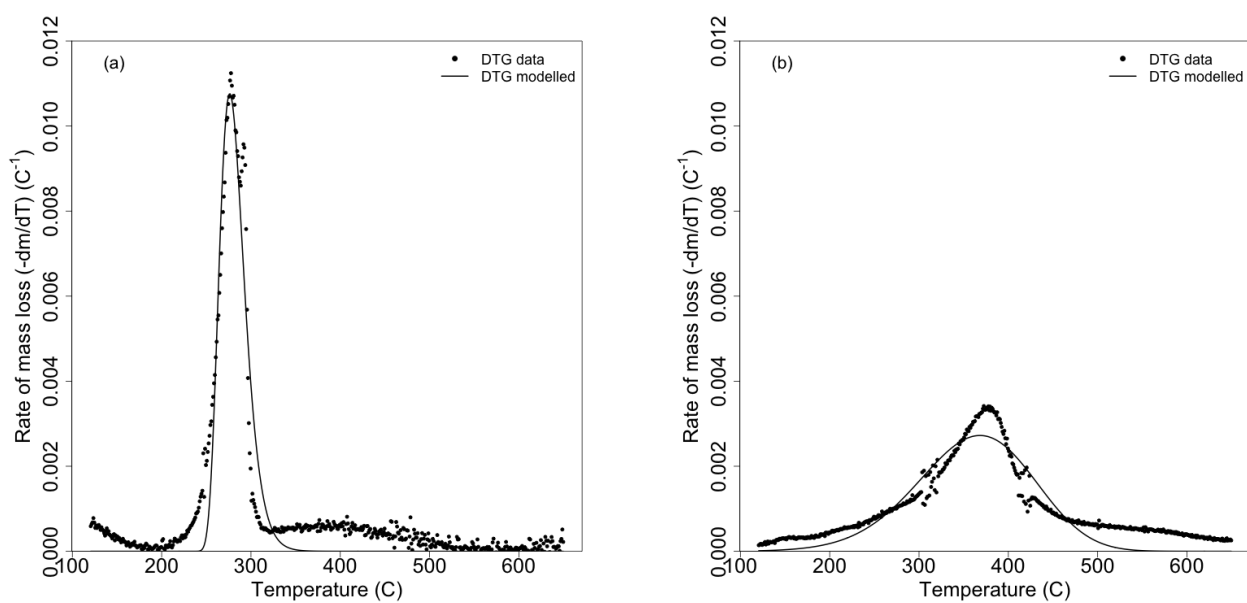 (a)
DTG data
DTG modelled
Rate of mass loss (-dm/dT) (C⁻¹)
0.012
0.010
0.008
0.006
0.004
0.002
0.000
100 200 300 400 500 600
Temperature (C)
(b)
DTG data
DTG modelled
Rate of mass loss (-dm/dT) (C⁻¹)
0.012
0.010
0.008
0.006
0.004
0.002
0.000
100 200 300 400 500 600
Temperature (C)